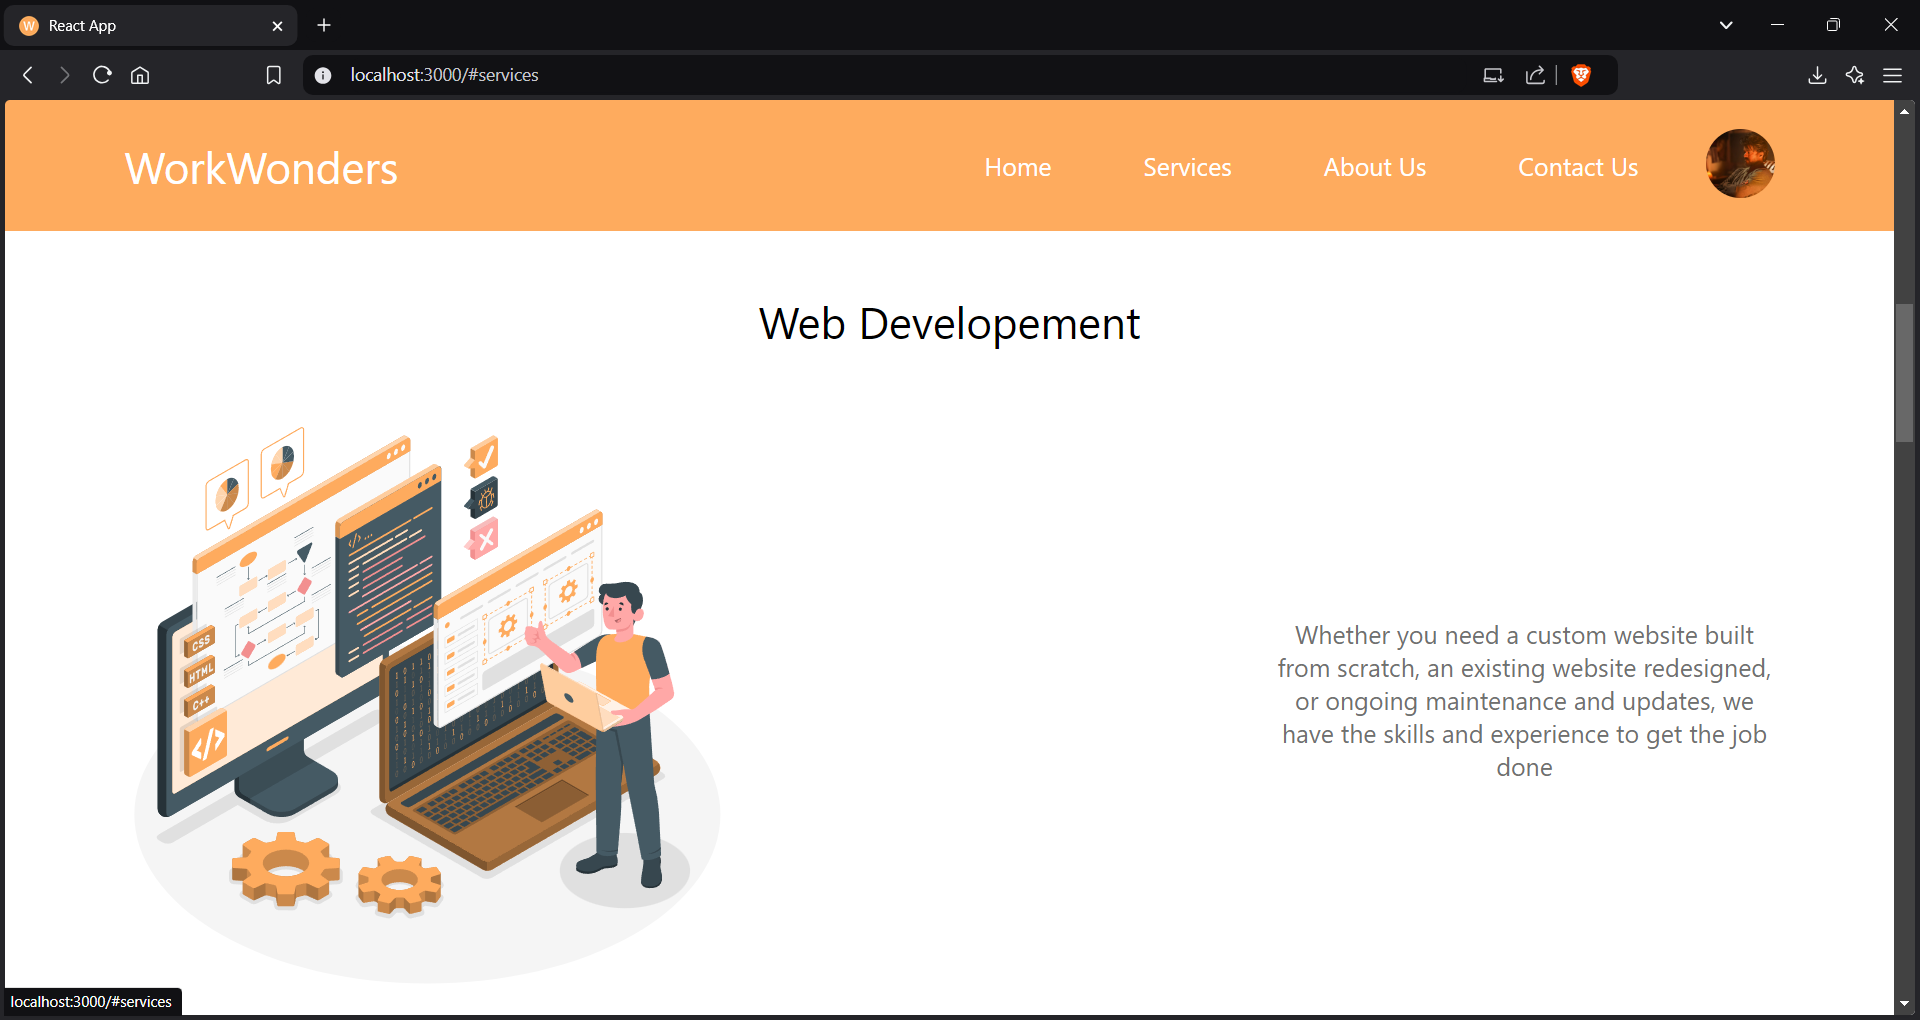 W React App
localhost:3000/#services
WorkWonders
Home Services About Us Contact Us
Web Developement
</> ...
CSS
HTML
C++
</>
Whether you need a custom website built
from scratch, an existing website redesigned,
or ongoing maintenance and updates, we
have the skills and experience to get the job
done
localhost:3000/#services